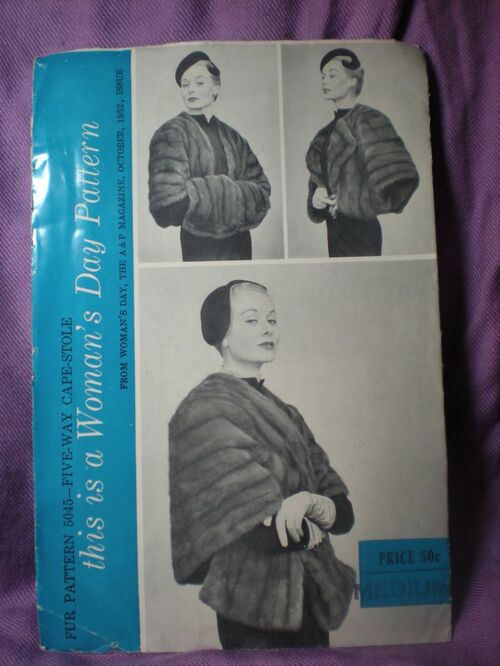 FUR PATTERN 5045—FIVE-WAY CAPE-STOLE
this is a Woman's Day Pattern
FROM WOMAN'S DAY, THE A & P MAGAZINE, OCTOBER, 1952, ISSUE
PRICE 50c
MEDIUM